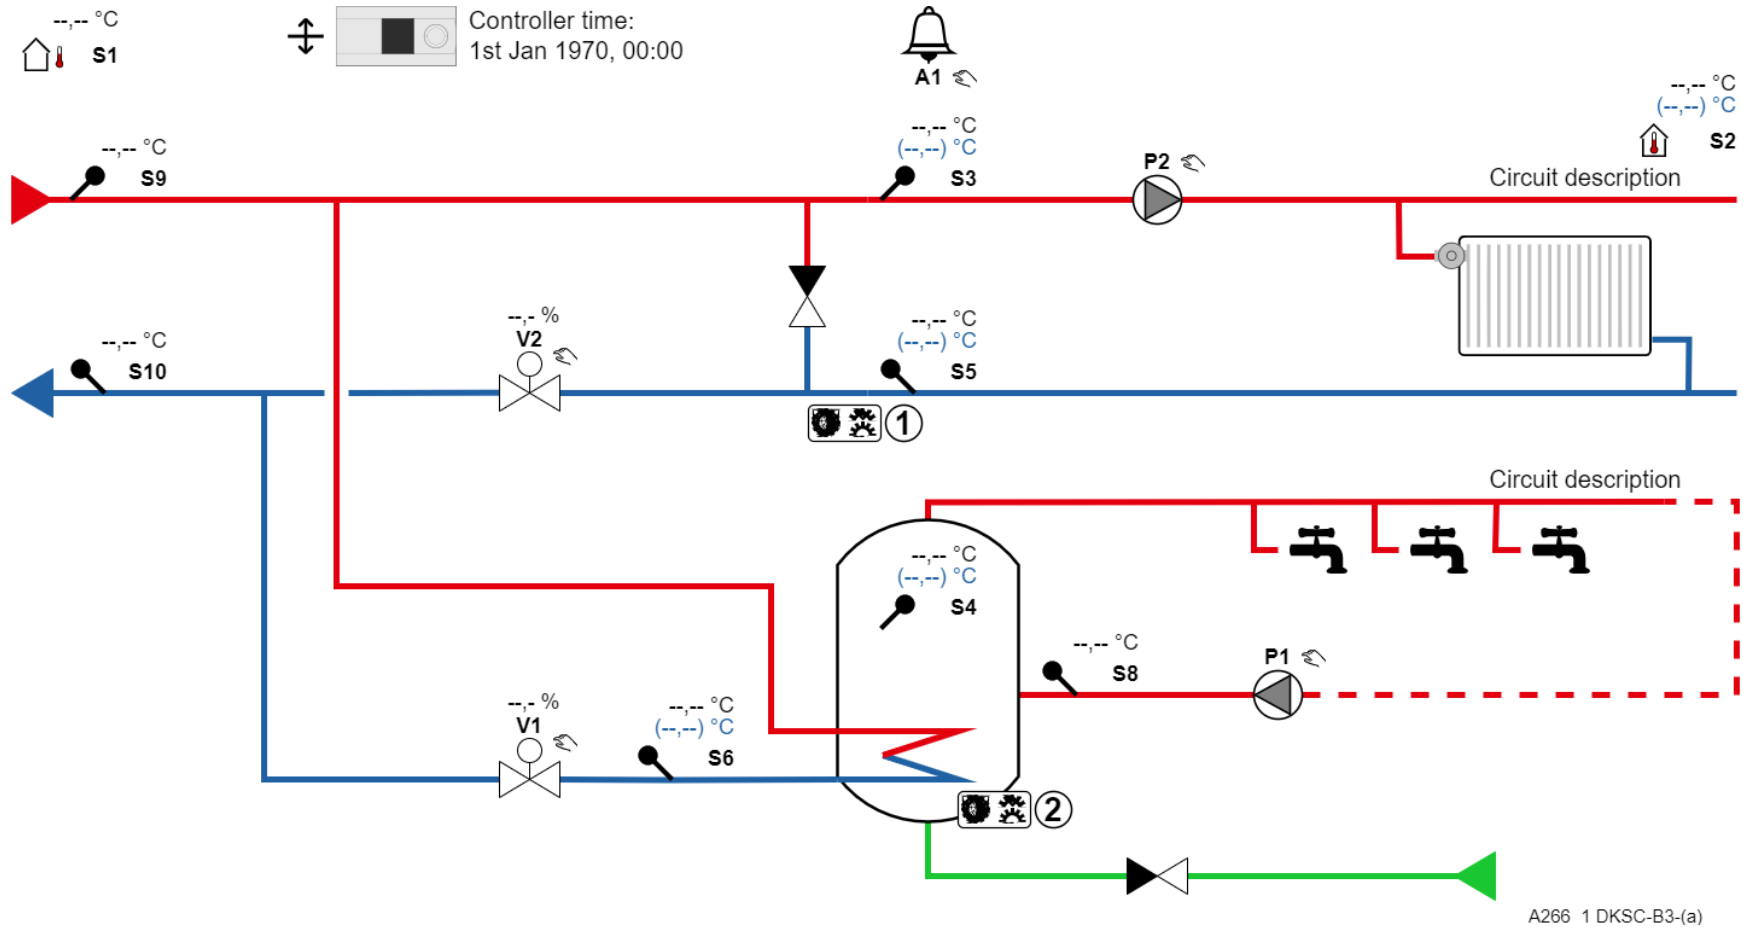 --,-- °C
S1
Controller time:
1st Jan 1970, 00:00
A1
--,-- °C
(--,--) °C
S2
--,-- °C
S9
--,-- °C
(--,--) °C
S3
P2
Circuit description
--,-- °C
S10
--,- %
V2
--,-- °C
(--,--) °C
S5
1
Circuit description
--,-- °C
(--,--) °C
S4
--,-- °C
S8
P1
--,- %
V1
--,-- °C
(--,--) °C
S6
2
A266 1 DKSC-B3-(a)